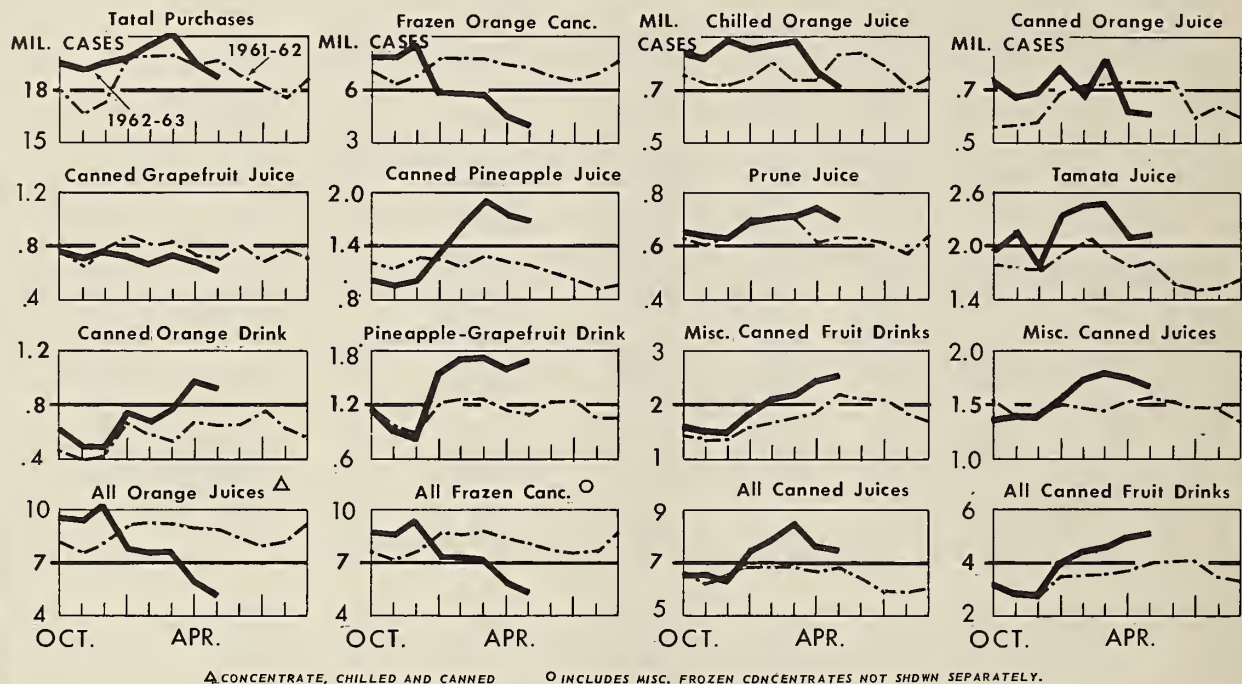 Tatal Purchases
MIL. CASES
1961-62
18
1962-63
15
Frozen Orange Canc.
MIL. CASES
6
3
Chilled Orange Juice
MIL. CASES
.7
.5
Canned Orange Juice
MIL. CASES
.7
.5
Canned Grapefruit Juice
1.2
.8
.4
Canned Pineapple Juice
2.0
1.4
.8
Prune Juice
.8
.6
.4
Tamata Juice
2.6
2.0
1.4
Canned Orange Drink
1.2
.8
.4
Pineapple-Grapefruit Drink
1.8
1.2
.6
Misc. Canned Fruit Drinks
3
2
1
Misc. Canned Juices
2.0
1.5
1.0
All Orange Juices △
10
7
4
OCT. APR.
All Frozen Canc. O
10
7
4
OCT. APR.
All Canned Juices
9
7
5
OCT. APR.
All Canned Fruit Drinks
6
4
2
OCT. APR.
△ CONCENTRATE, CHILLED AND CANNED
O INCLUDES MISC. FROZEN CONCENTRATES NOT SHOWN SEPARATELY.